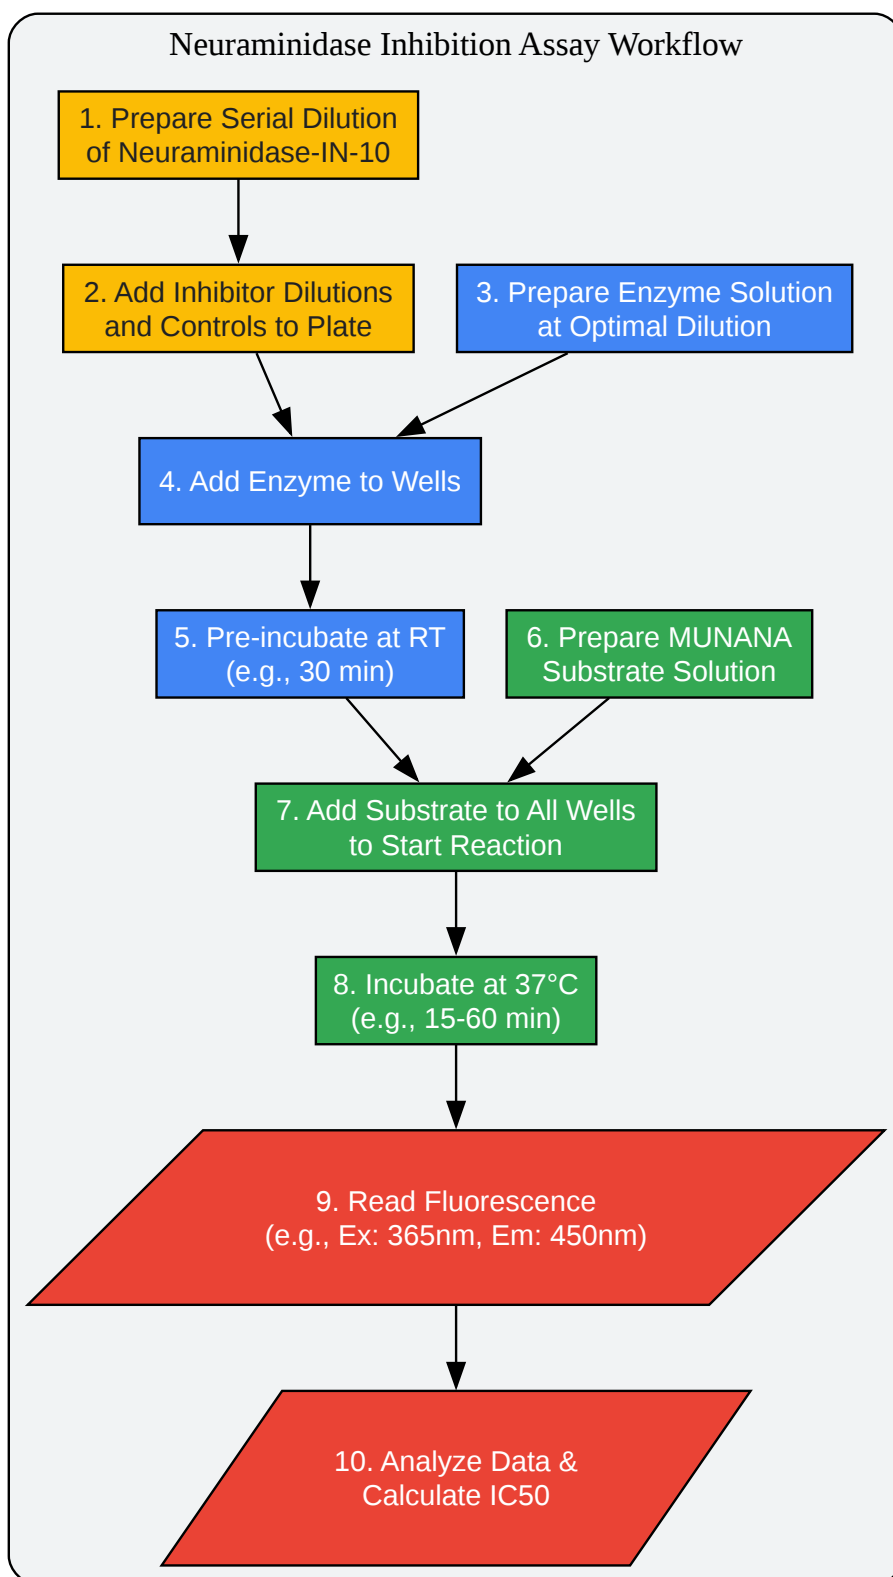 Neuraminidase Inhibition Assay Workflow
1. Prepare Serial Dilution
of Neuraminidase-IN-10
2. Add Inhibitor Dilutions
and Controls to Plate
3. Prepare Enzyme Solution
at Optimal Dilution
4. Add Enzyme to Wells
5. Pre-incubate at RT
(e.g., 30 min)
6. Prepare MUNANA
Substrate Solution
7. Add Substrate to All Wells
to Start Reaction
8. Incubate at 37°C
(e.g., 15-60 min)
9. Read Fluorescence
(e.g., Ex: 365nm, Em: 450nm)
10. Analyze Data &
Calculate IC50